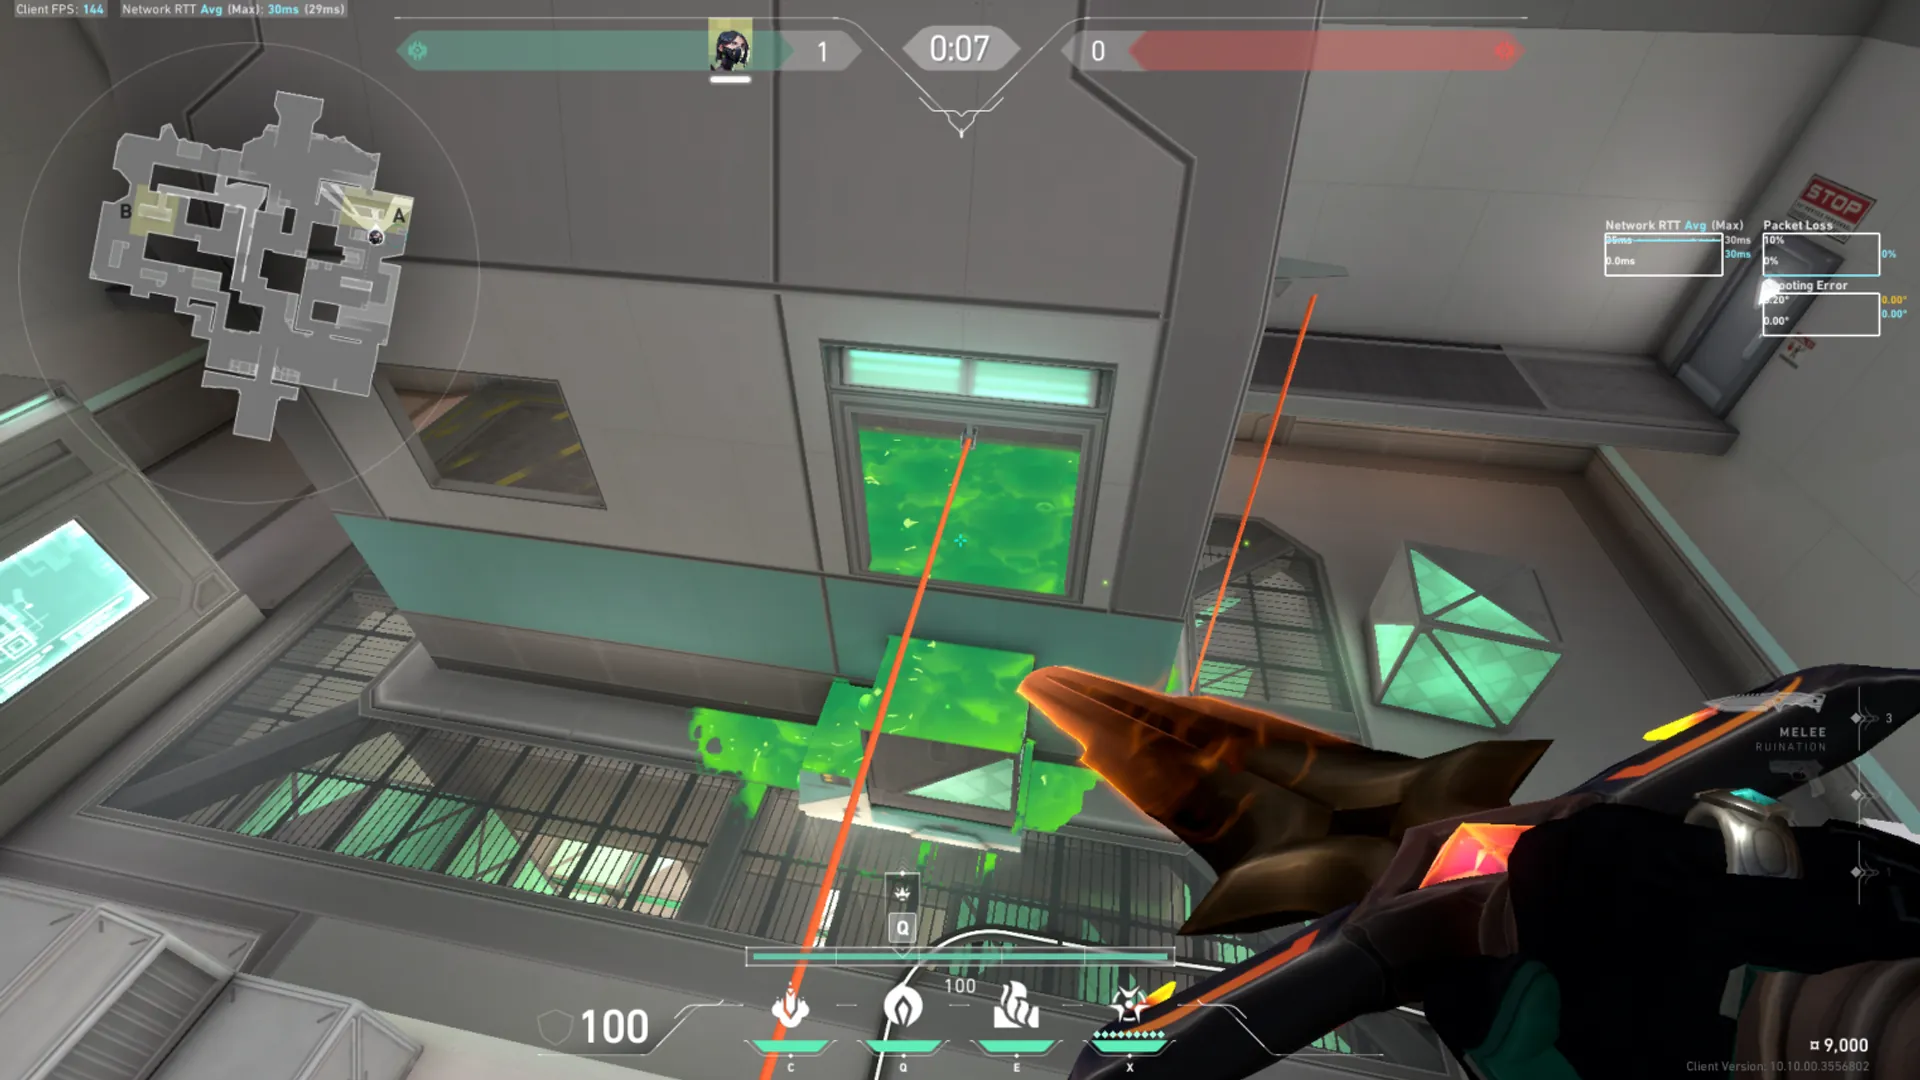 Client FPS: 144
Network RTT Avg (Max): 30ms (29ms)
1
0:07
0
B
A
STOP
Network RTT Avg (Max)
Packet Loss
30ms
30ms
0.0ms
10%
0%
0%
0.00°
0.00°
0.00°
MELEE
RUINATION
3
1
Q
100
100
C
Q
E
X
¤ 9,000
Client Version: 10.10.00.3556802